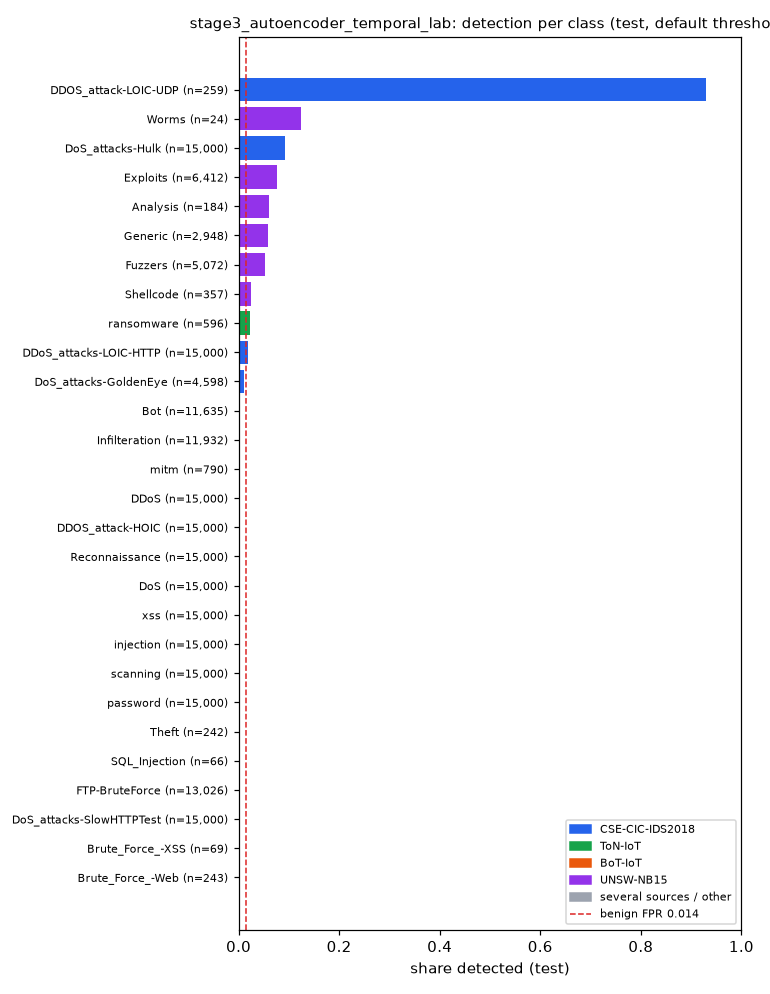 stage3_autoencoder_temporal_lab: detection per class (test, default thresho
DDOS_attack-LOIC-UDP (n=259)
Worms (n=24)
DoS_attacks-Hulk (n=15,000)
Exploits (n=6,412)
Analysis (n=184)
Generic (n=2,948)
Fuzzers (n=5,072)
Shellcode (n=357)
ransomware (n=596)
DDoS_attacks-LOIC-HTTP (n=15,000)
DoS_attacks-GoldenEye (n=4,598)
Bot (n=11,635)
Infilteration (n=11,932)
mitm (n=790)
DDoS (n=15,000)
DDOS_attack-HOIC (n=15,000)
Reconnaissance (n=15,000)
DoS (n=15,000)
xss (n=15,000)
injection (n=15,000)
scanning (n=15,000)
password (n=15,000)
Theft (n=242)
SQL_Injection (n=66)
FTP-BruteForce (n=13,026)
DoS_attacks-SlowHTTPTest (n=15,000)
Brute_Force_-XSS (n=69)
Brute_Force_-Web (n=243)
CSE-CIC-IDS2018
ToN-IoT
BoT-IoT
UNSW-NB15
several sources / other
benign FPR 0.014
0.0 0.2 0.4 0.6 0.8 1.0
share detected (test)